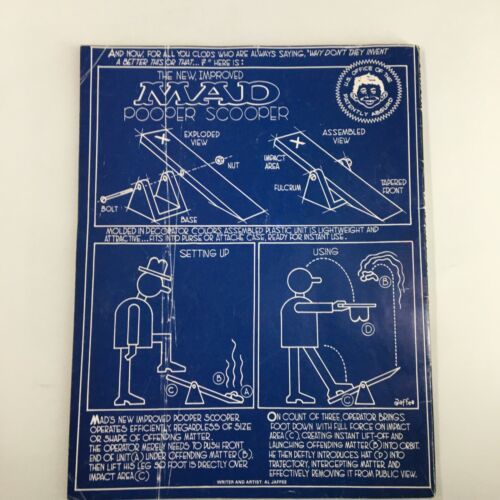 AND NOW, FOR ALL YOU CLODS WHO ARE ALWAYS SAYING, "WHY DON'T THEY INVENT
A BETTER THIS OR THAT...?" HERE IS:
THE NEW, IMPROVED
MAD
POOPER SCOOPER
U.S. OFFICE OF THE
PATENTLY ABSURD
EXPLODED
VIEW
X
NUT
BOLT
BASE
ASSEMBLED
VIEW
X
IMPACT
AREA
FULCRUM
TAPERED
FRONT
MOLDED IN DECORATOR COLORS, ASSEMBLED PLASTIC UNIT IS LIGHTWEIGHT AND
ATTRACTIVE...FITS INTO PURSE OR ATTACHE CASE, READY FOR INSTANT USE.
SETTING UP
C
B
A
USING
B
D
C
MAD'S NEW IMPROVED POOPER SCOOPER
OPERATES EFFICIENTLY, REGARDLESS OF SIZE
OR SHAPE OF OFFENDING MATTER.
THE OPERATOR MERELY NEEDS TO PUSH FRONT
END OF UNIT (A) UNDER OFFENDING MATTER (B),
THEN LIFT HIS LEG SO FOOT IS DIRECTLY OVER
IMPACT AREA (C)
ON COUNT OF THREE, OPERATOR BRINGS
FOOT DOWN WITH FULL FORCE ON IMPACT
AREA (C), CREATING INSTANT LIFT-OFF AND
LAUNCHING OFFENDING MATTER (B) INTO ORBIT.
HE THEN DEFTLY INTRODUCES HAT (D) INTO
TRAJECTORY, INTERCEPTING MATTER, AND
EFFECTIVELY REMOVING IT FROM PUBLIC VIEW.
WRITER AND ARTIST: AL JAFFEE